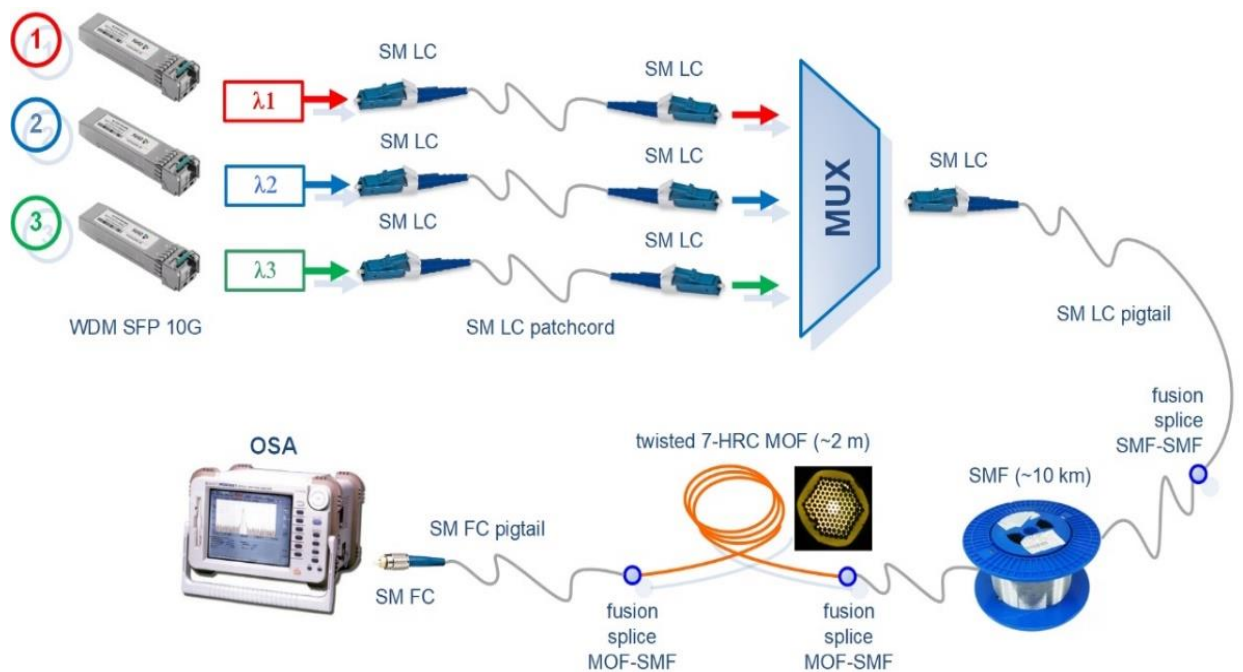 1
λ1
SM LC
SM LC
2
λ2
SM LC
SM LC
MUX
SM LC
3
λ3
SM LC
SM LC
WDM SFP 10G
SM LC patchcord
SM LC pigtail
fusion
splice
SMF-SMF
OSA
twisted 7-HRC MOF (~2 m)
SMF (~10 km)
SM FC pigtail
SM FC
fusion
splice
MOF-SMF
fusion
splice
MOF-SMF